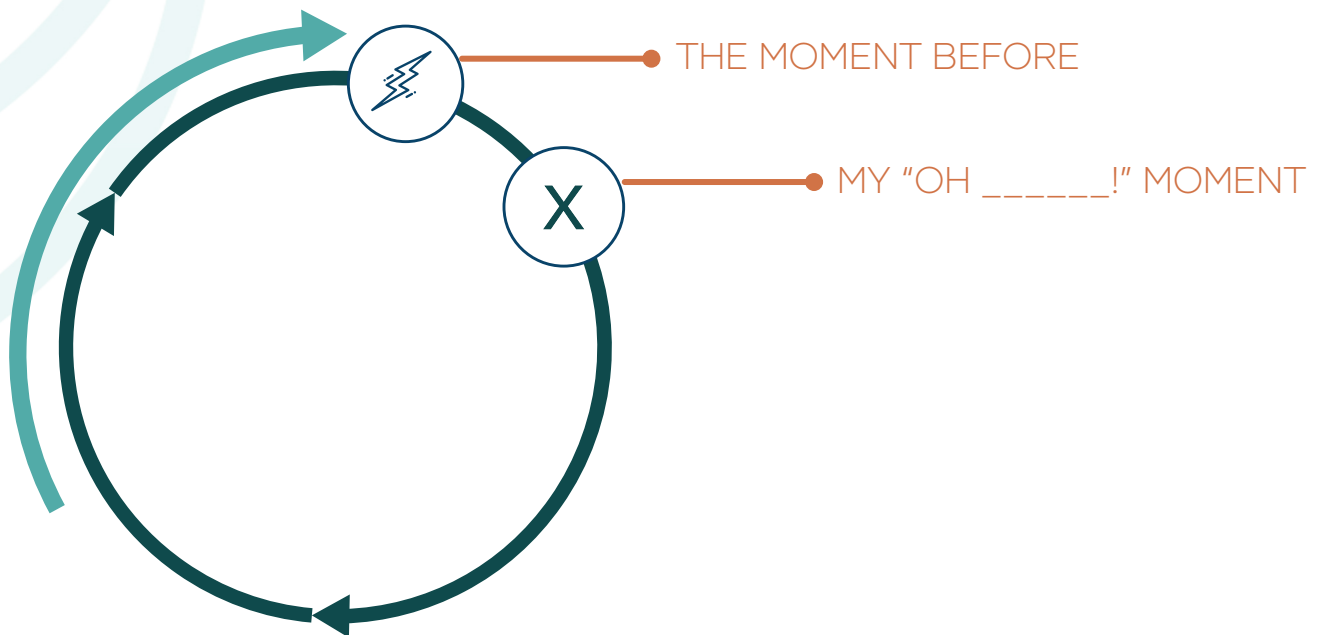 THE MOMENT BEFORE
X
MY “OH ______!” MOMENT